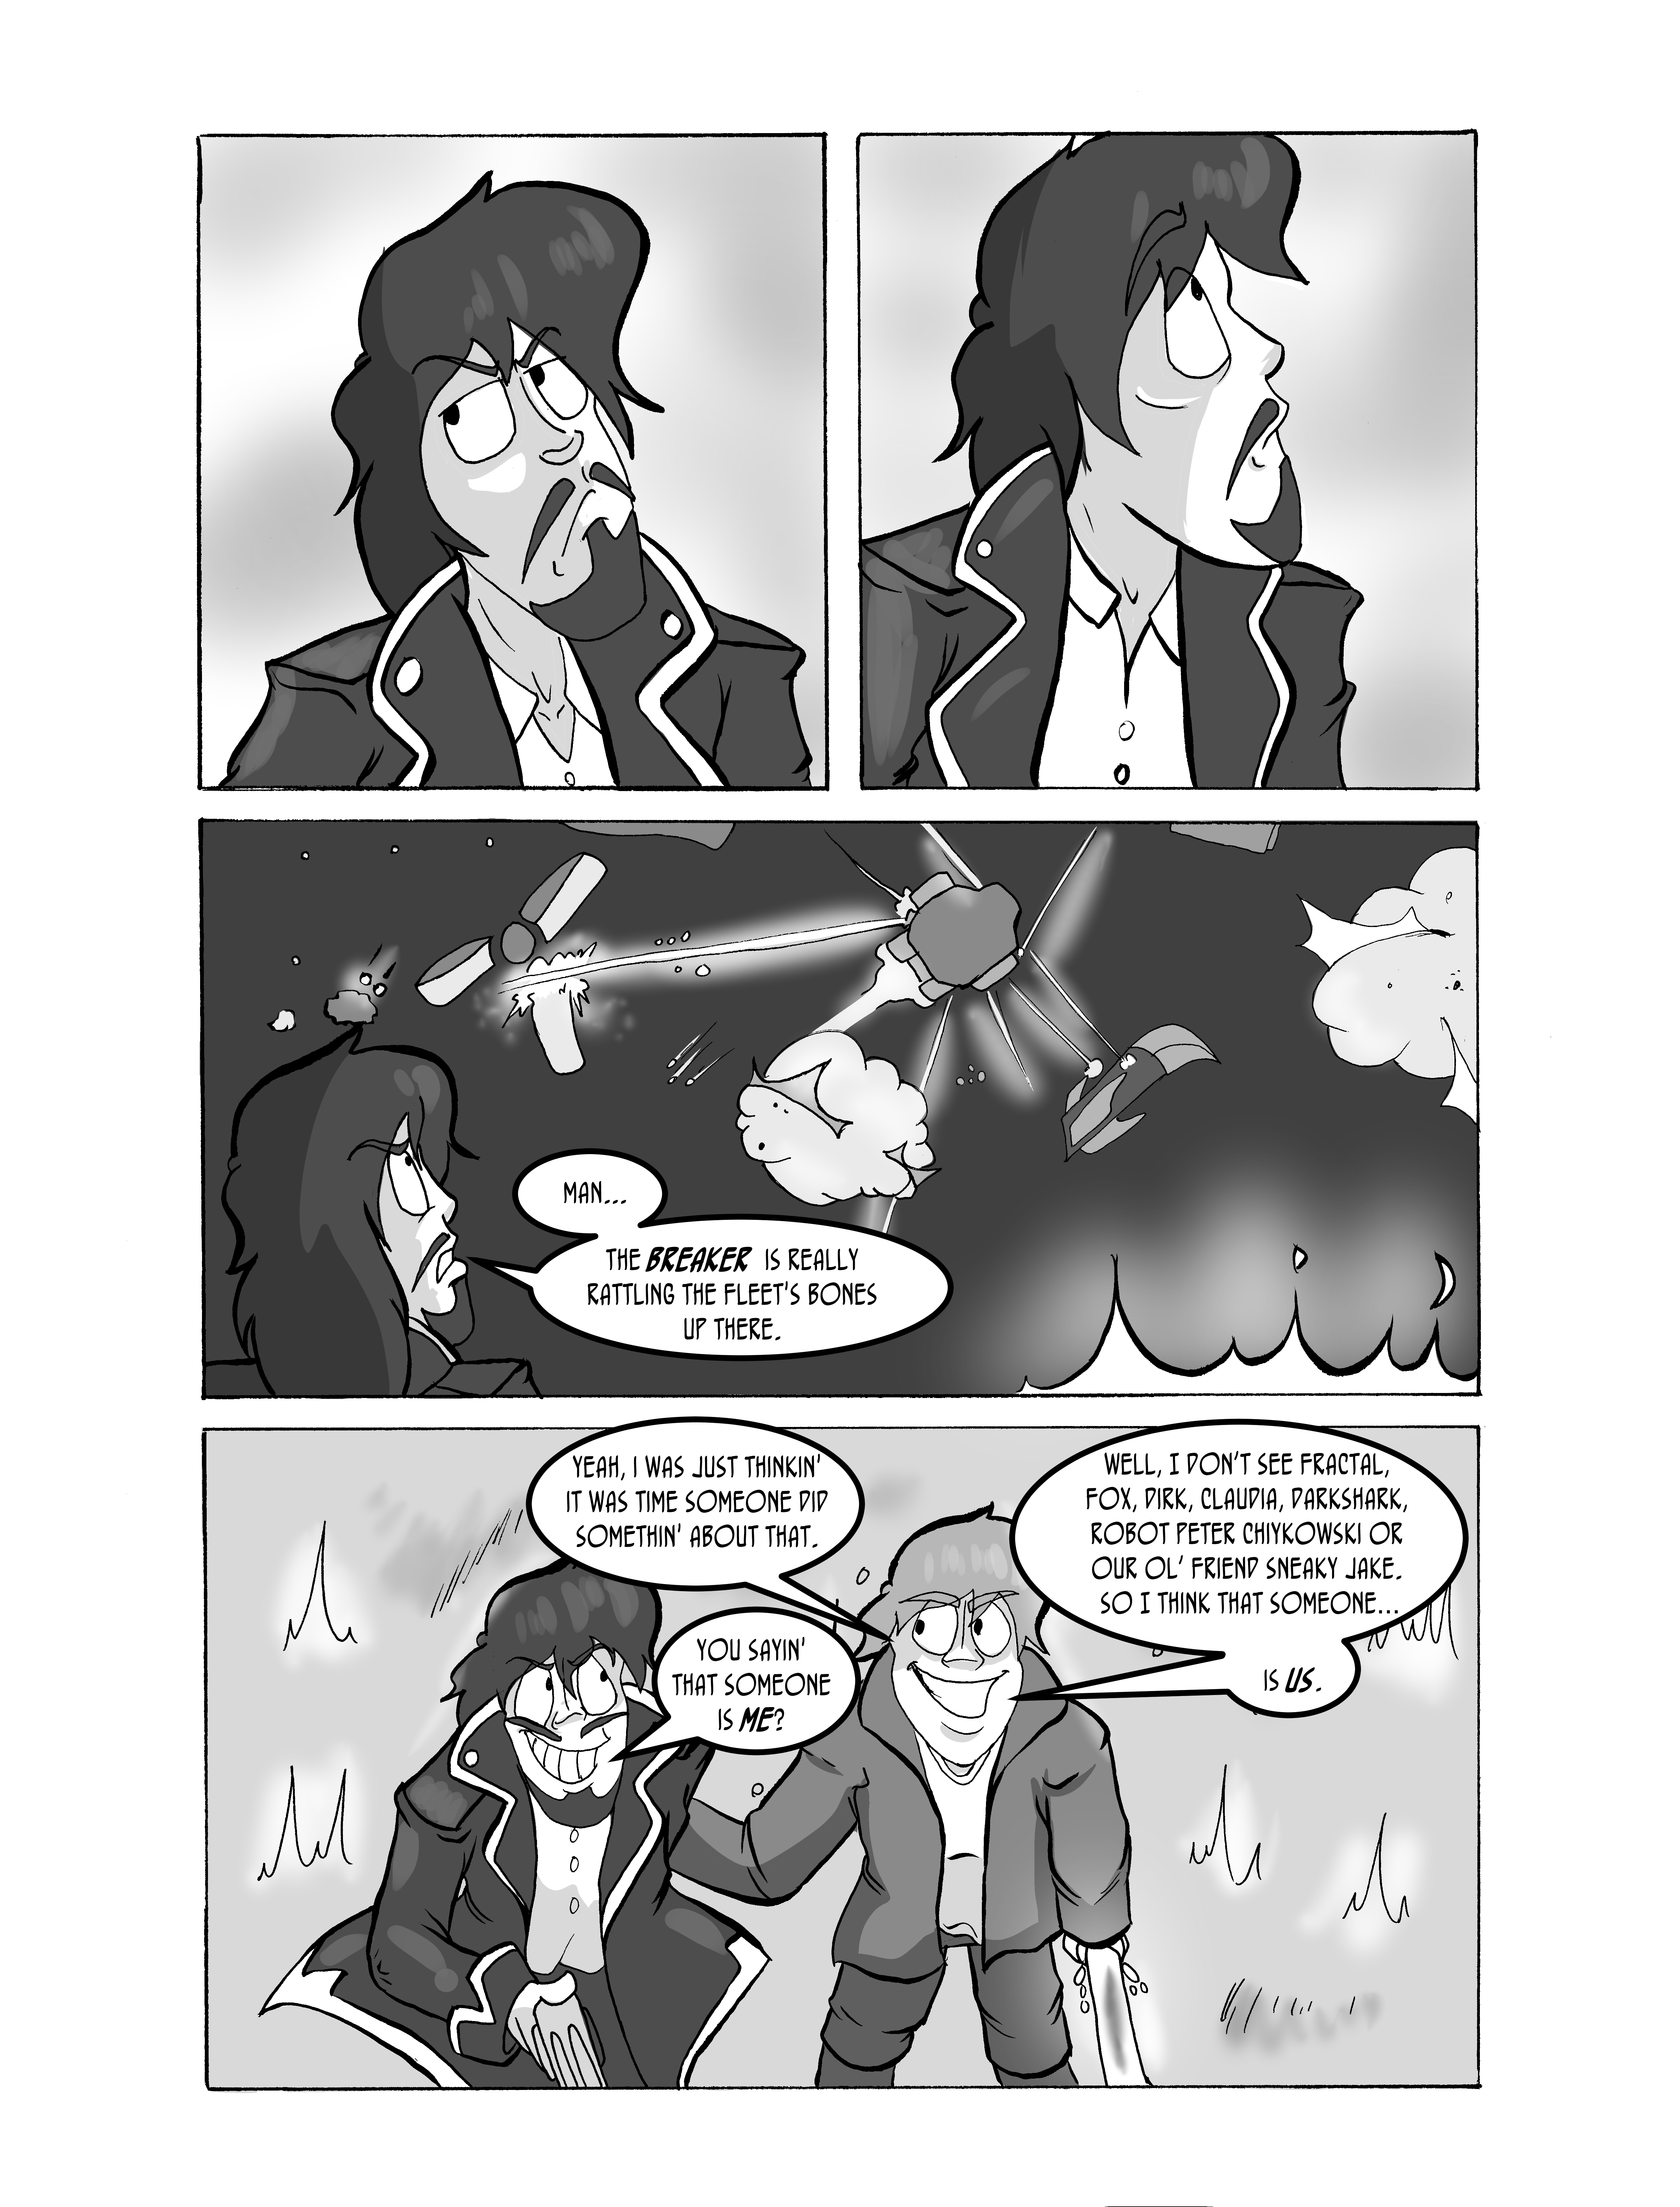 MAN...
THE BREAKER IS REALLY
RATTLING THE FLEET'S BONES
UP THERE.
YEAH, I WAS JUST THINKIN'
IT WAS TIME SOMEONE DID
SOMETHIN' ABOUT THAT.
YOU SAYIN'
THAT SOMEONE
IS ME?
WELL, I DON'T SEE FRACTAL,
FOX, DIRK, CLAUDIA, DARKSHARK,
ROBOT PETER CHIYKOWSKI OR
OUR OL' FRIEND SNEAKY JAKE.
SO I THINK THAT SOMEONE...
IS US.